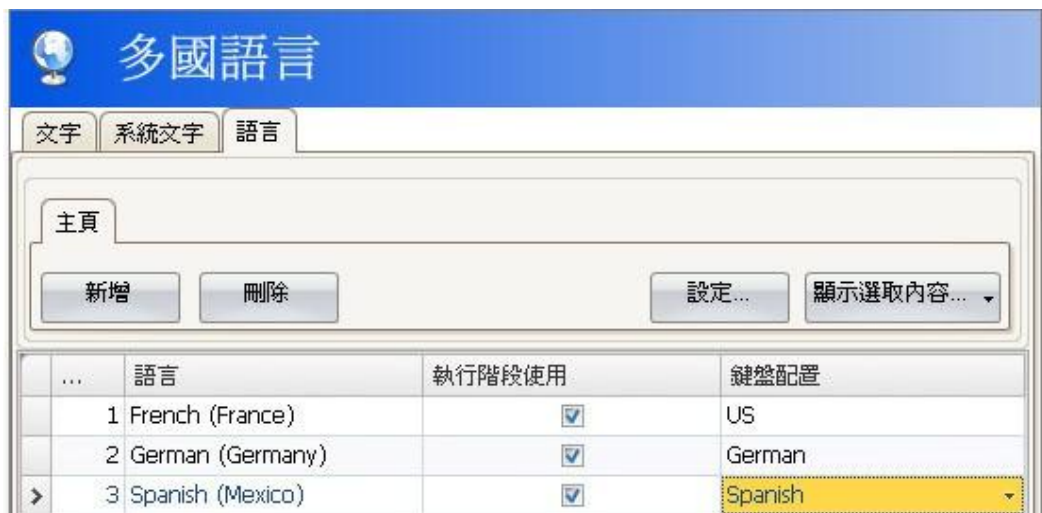 多國語言
文字 系統文字 語言
主頁
新增 刪除 設定... 顯示選取內容...
... 語言 執行階段使用 鍵盤配置
1 French (France) US
2 German (Germany) German
3 Spanish (Mexico) Spanish